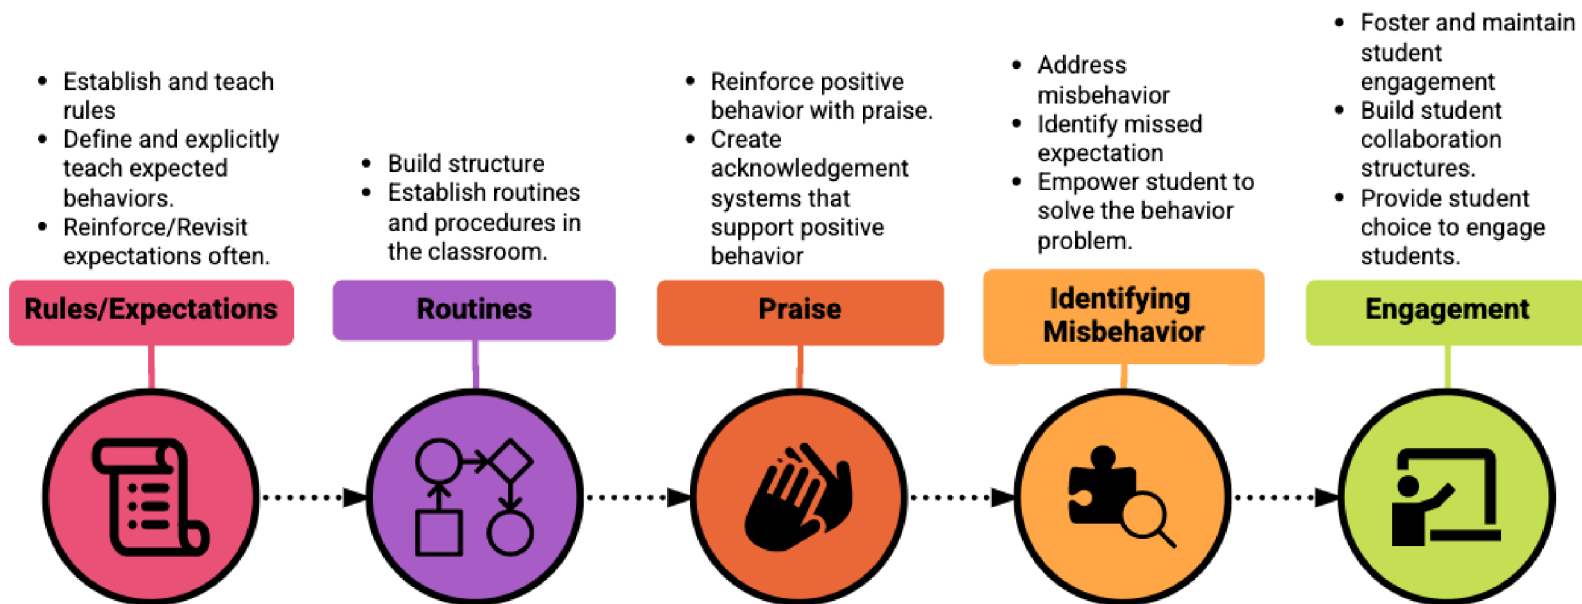 • Establish and teach
rules
• Define and explicitly
teach expected
behaviors.
• Reinforce/Revisit
expectations often.
Rules/Expectations
• Build structure
• Establish routines
and procedures in
the classroom.
Routines
• Reinforce positive
behavior with praise.
• Create
acknowledgement
systems that
support positive
behavior
Praise
• Address
misbehavior
• Identify missed
expectation
• Empower student to
solve the behavior
problem.
Identifying
Misbehavior
• Foster and maintain
student
engagement
• Build student
collaboration
structures.
• Provide student
choice to engage
students.
Engagement